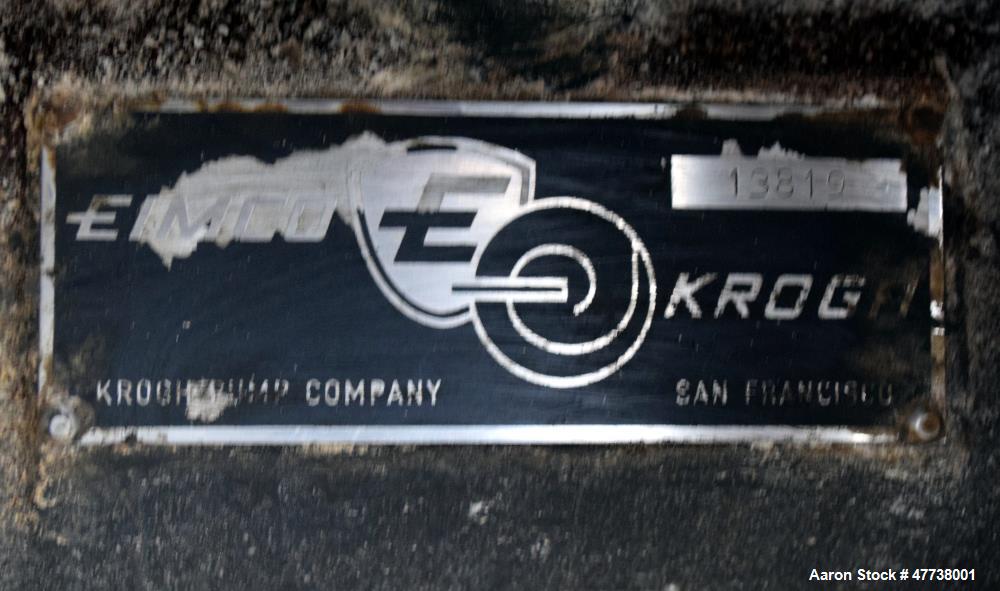 13819
EIMCO E
KROGH
KROGH PUMP COMPANY SAN FRANCISCO
Aaron Stock # 47738001